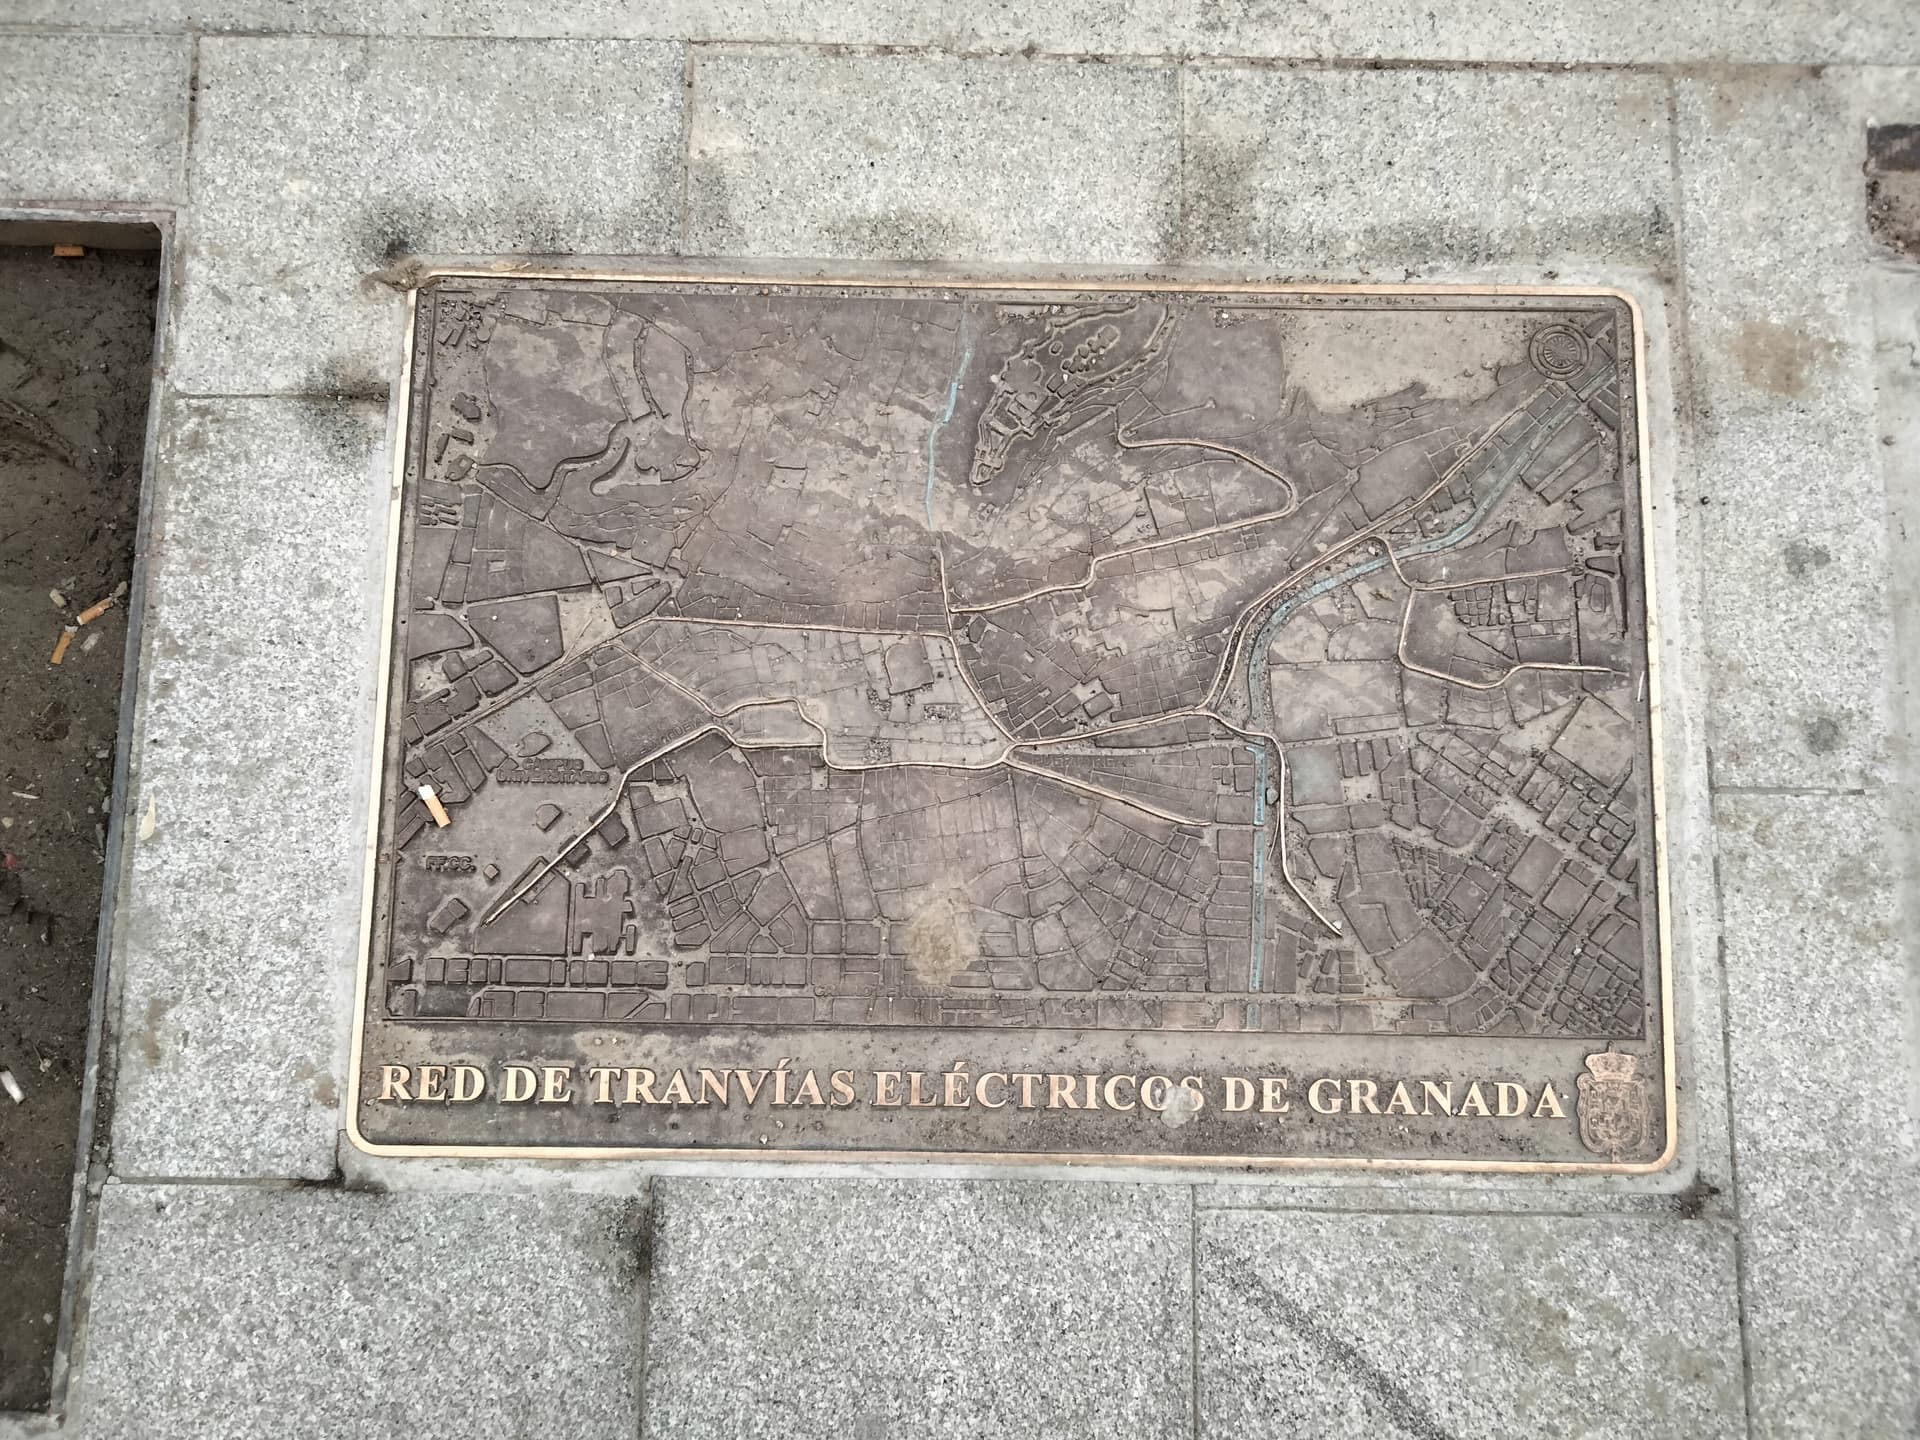 CAMPUS
UNIVERSITARIO
FF.CC.
RED DE TRANVÍAS ELÉCTRICOS DE GRANADA